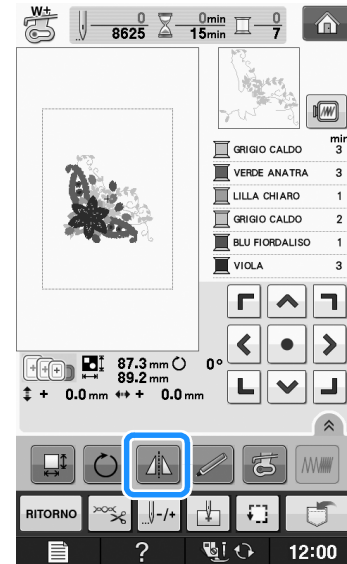 W+
0
8625
0min
15min
0
7
min
GRIGIO CALDO 3
VERDE ANATRA 3
LILLA CHIARO 1
GRIGIO CALDO 2
BLU FIORDALISO 1
VIOLA 3
87.3 mm 0°
89.2 mm
+ 0.0 mm + 0.0 mm
RITORNO
-/+
? 12:00